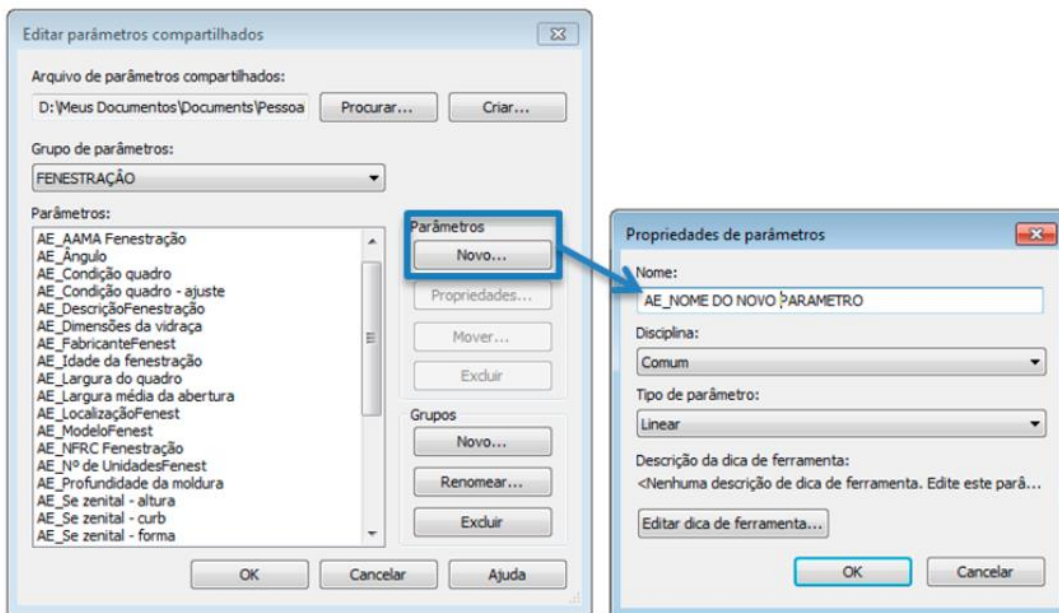 Editar parâmetros compartilhados
Arquivo de parâmetros compartilhados:
D:\Meus Documentos\Documents\Pessoa
Procurar...
Criar...
Grupo de parâmetros:
FENESTRAÇÂO
Parâmetros:
AE_AAMA Fenestração
AE_Ângulo
AE_Condição quadro
AE_Condição quadro - ajuste
AE_DescriçãoFenestração
AE_Dimensões da vidraça
AE_FabricanteFenest
AE_Idade da fenestração
AE_Largura do quadro
AE_Largura média da abertura
AE_LocalizaçãoFenest
AE_ModeloFenest
AE_NFRC Fenestração
AE_Nº de UnidadesFenest
AE_Profundidade da moldura
AE_Se zenital - altura
AE_Se zenital - curb
AE_Se zenital - forma
Parâmetros
Novo...
Propriedades...
Mover...
Excluir
Grupos
Novo...
Renomear...
Excluir
OK
Cancelar
Ajuda
Propriedades de parâmetros
Nome:
AE_NOME DO NOVO PARAMETRO
Disciplina:
Comum
Tipo de parâmetro:
Linear
Descrição da dica de ferramenta:
<Nenhuma descrição de dica de ferramenta. Edite este parâ...
Editar dica de ferramenta...
OK
Cancelar